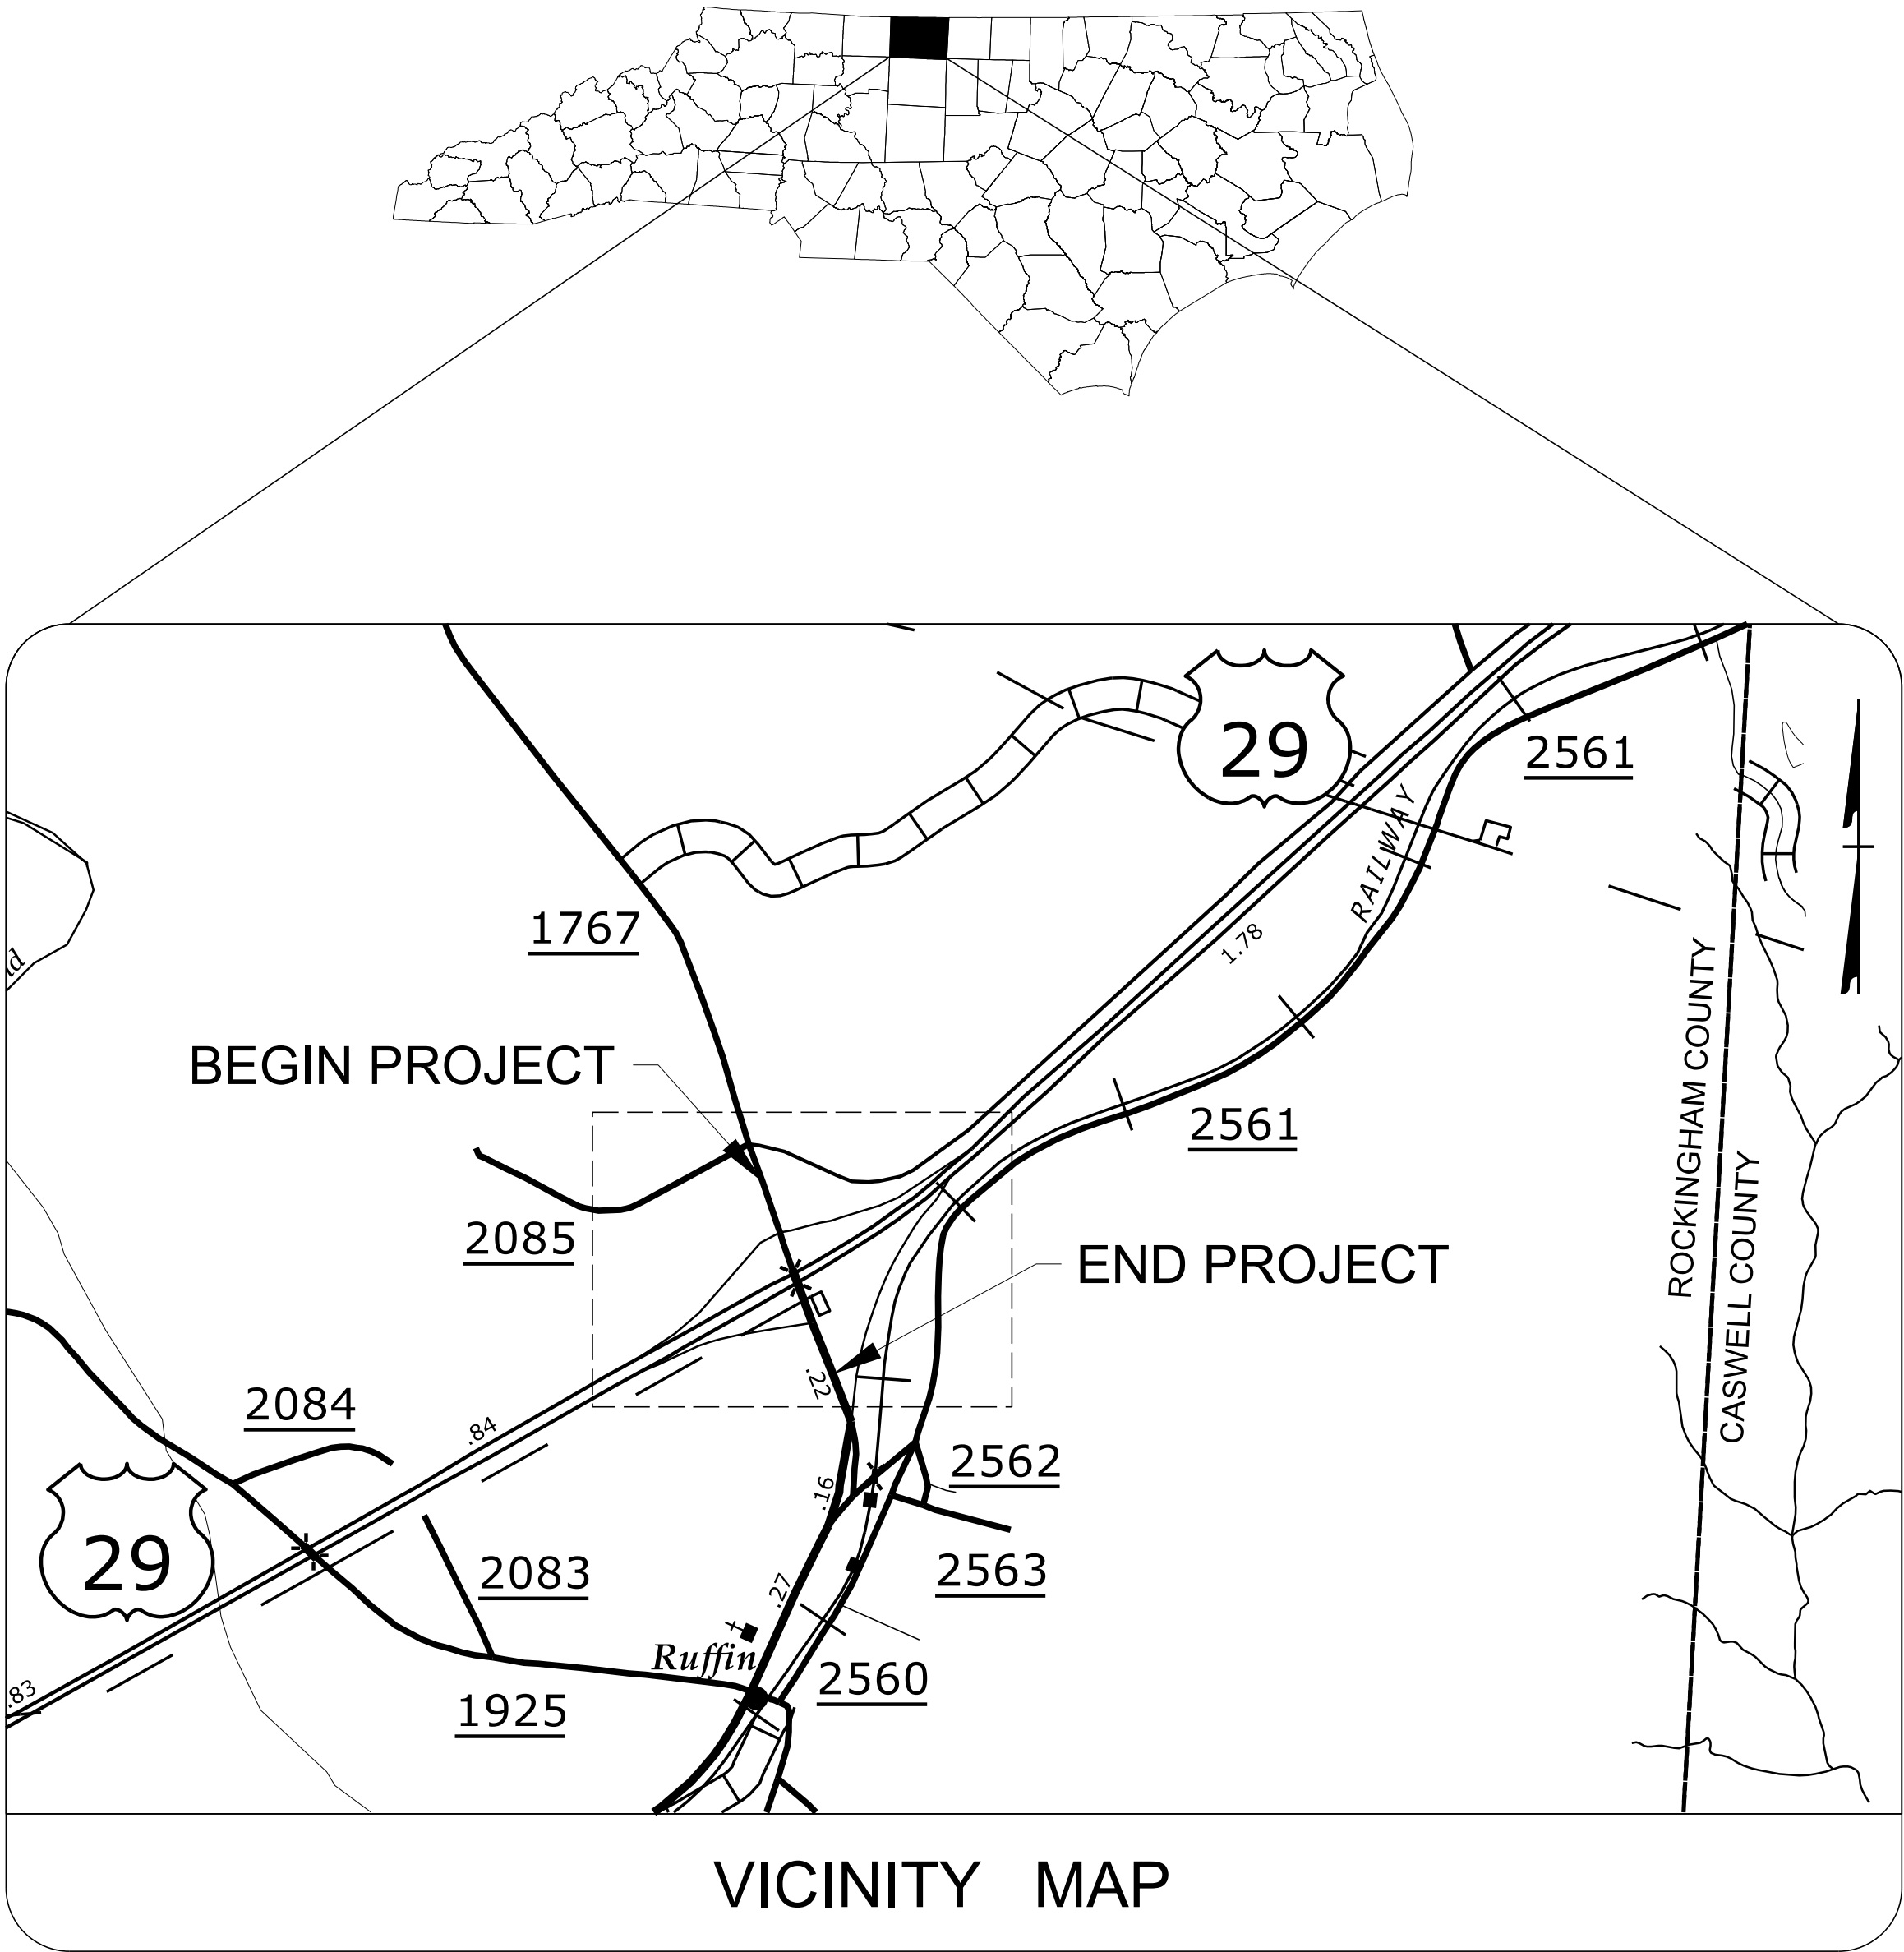 29
2561
RAILWAY
1767
1.78
ROCKINGHAM COUNTY
CASWELL COUNTY
BEGIN PROJECT
2561
2085
END PROJECT
.22
2084
.84
2562
.16
29
2083
2563
.27
Ruffin
2560
.83
1925
VICINITY MAP